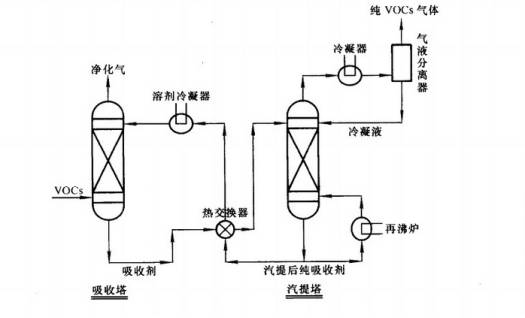 纯 VOCs 气体
冷凝器
气液分离器
净化气
溶剂冷凝器
冷凝液
VOCs
热交换器
再沸炉
吸收剂
汽提后纯吸收剂
吸收塔
汽提塔